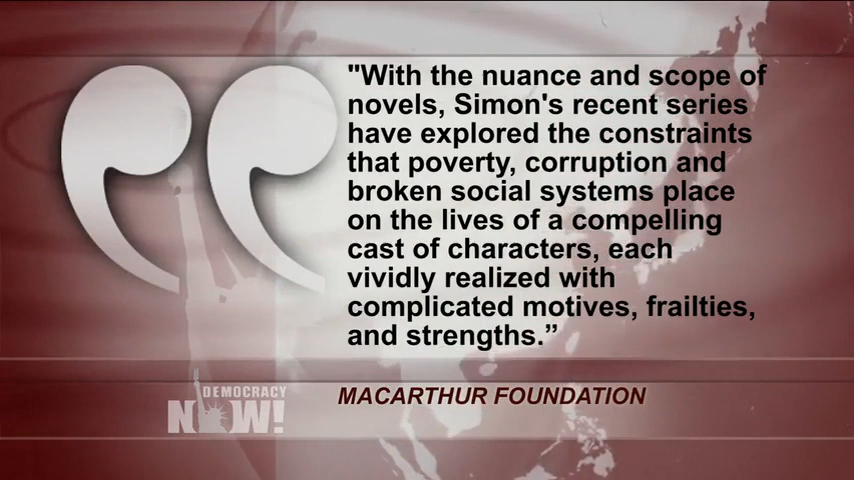 "With the nuance and scope of
novels, Simon's recent series
have explored the constraints
that poverty, corruption and
broken social systems place
on the lives of a compelling
cast of characters, each
vividly realized with
complicated motives, frailties,
and strengths.”
MACARTHUR FOUNDATION
DEMOCRACY
NOW!